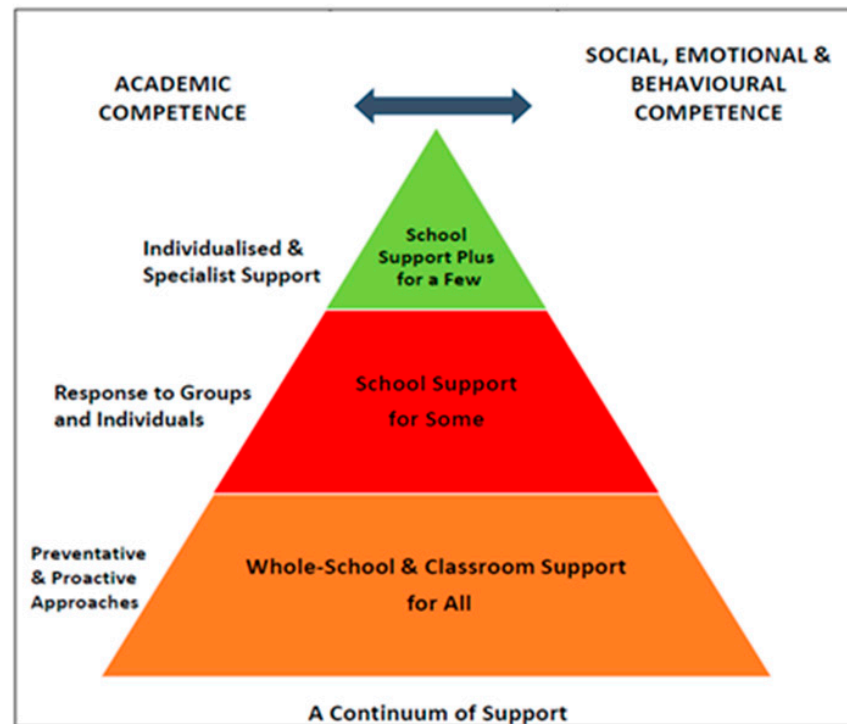 ACADEMIC
COMPETENCE
SOCIAL, EMOTIONAL &
BEHAVIOURAL
COMPETENCE
Individualised &
Specialist Support
School
Support Plus
for a Few
Response to Groups
and Individuals
School Support
for Some
Preventative
& Proactive
Approaches
Whole-School & Classroom Support
for All
A Continuum of Support